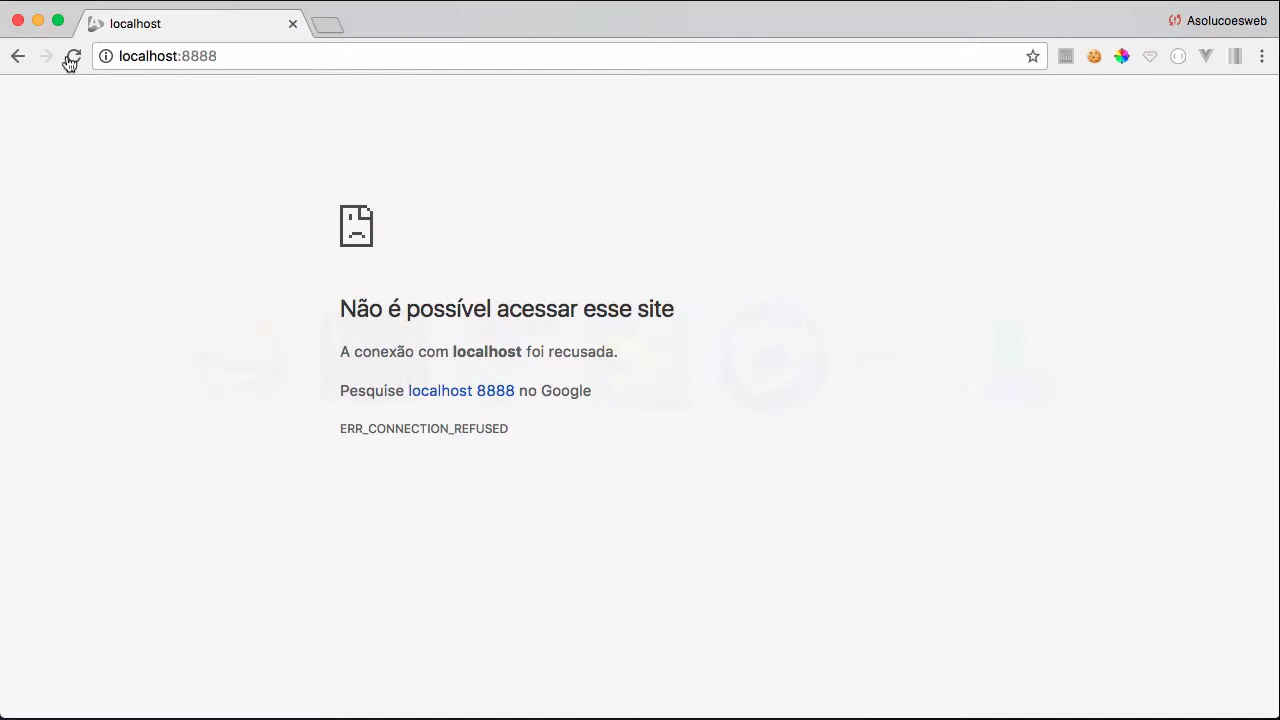 localhost
Asolucoesweb
localhost:8888
Não é possível acessar esse site
A conexão com localhost foi recusada.
Pesquise localhost 8888 no Google
ERR_CONNECTION_REFUSED